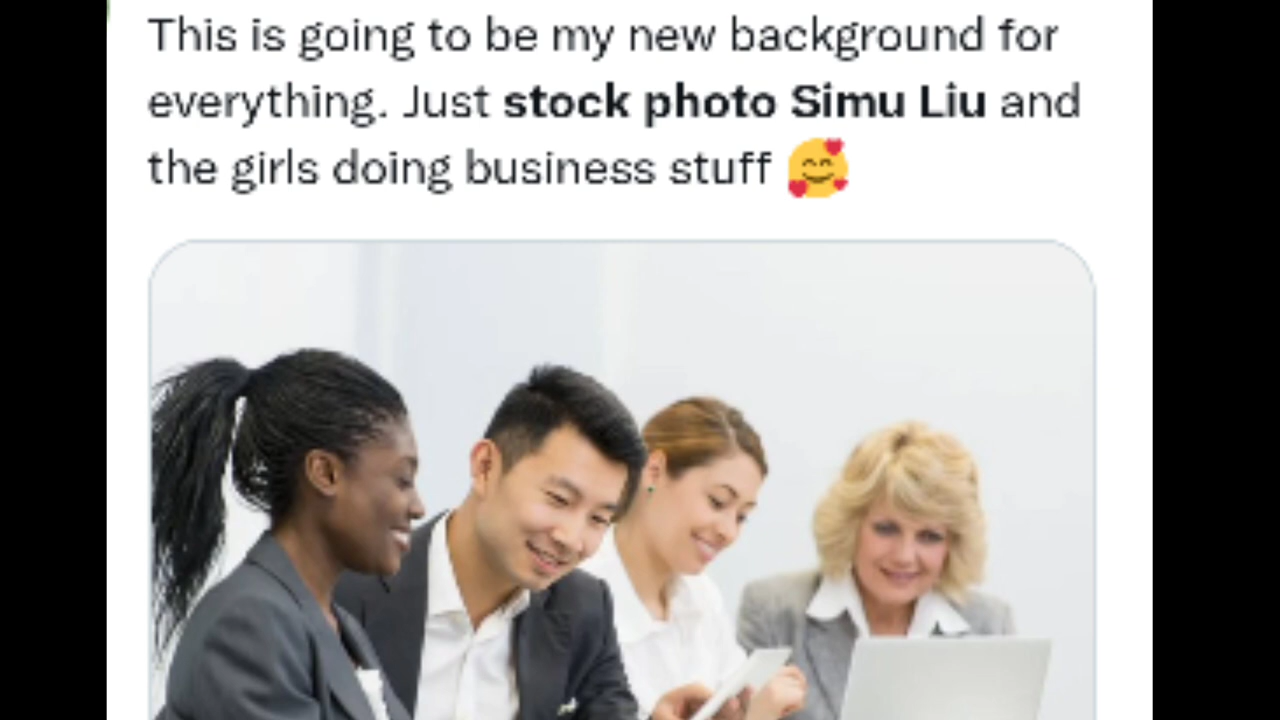 This is going to be my new background for
everything. Just stock photo Simu Liu and
the girls doing business stuff 🥰